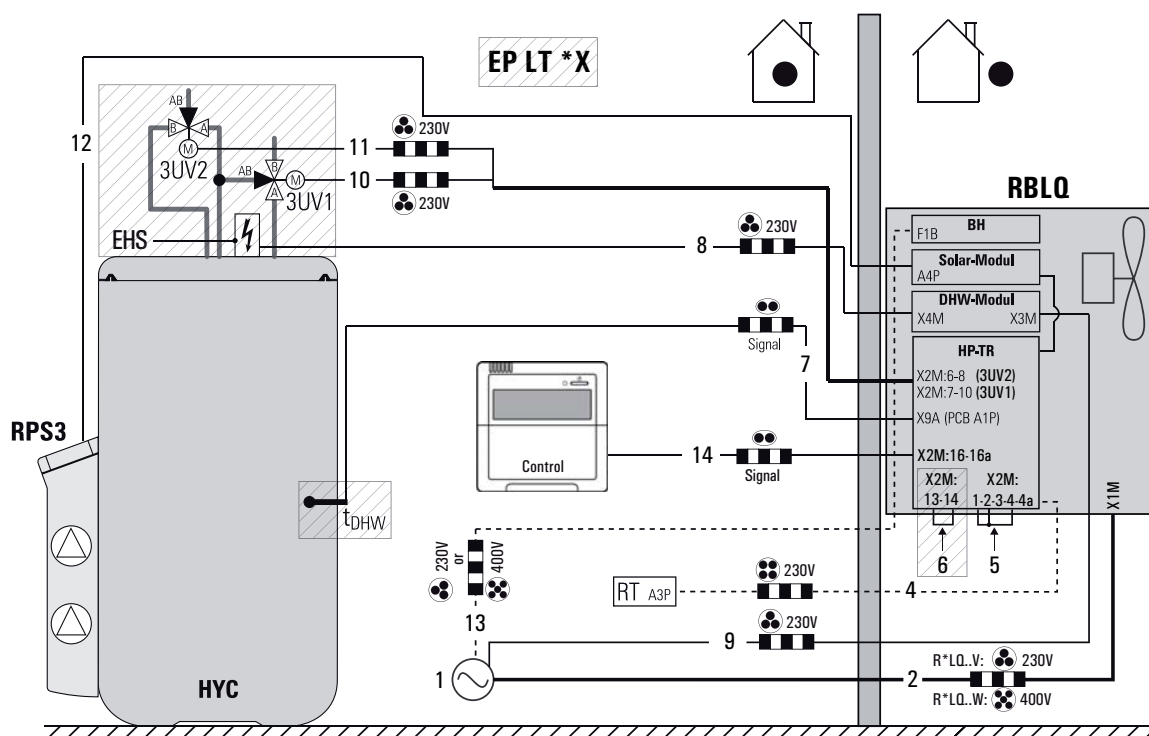 EP LT *X
12
AB
B
A
M
3UV2
11
230V
AB
B
M
A
3UV1
10
230V
EHS
8
230V
RBLQ
BH
F1B
Solar-Modul
A4P
DHW-Modul
X4M X3M
HP-TR
X2M:6-8 (3UV2)
X2M:7-10 (3UV1)
X9A (PCB A1P)
X2M:16-16a
X2M: X2M:
13-14 1-2-3-4-4a
6 5
X1M
Signal
7
Control
14
Signal
RPS3
tDHW
230V
or
400V
13
RT A3P
230V
4
9
230V
1
2
R*LQ..V: 230V
R*LQ..W: 400V
HYC